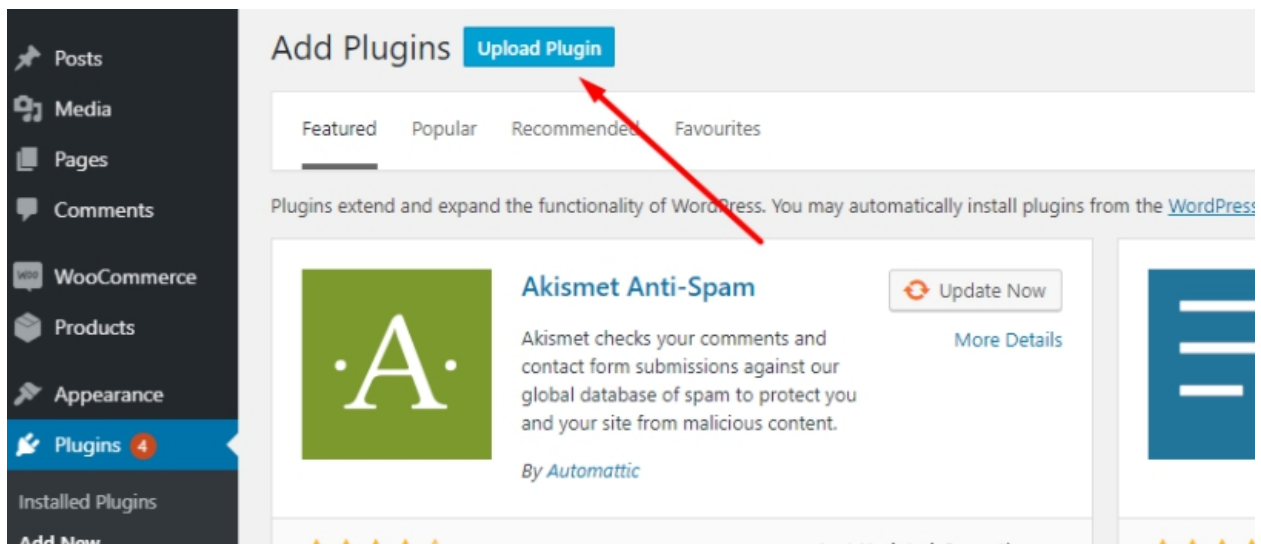 Posts
Media
Pages
Comments
WooCommerce
Products
Appearance
Plugins 4
Installed Plugins
Add New
Add Plugins Upload Plugin
Featured Popular Recommended Favourites
Plugins extend and expand the functionality of WordPress. You may automatically install plugins from the WordPress
Akismet Anti-Spam
Update Now
More Details
Akismet checks your comments and
contact form submissions against our
global database of spam to protect you
and your site from malicious content.
By Automattic
·A·
woo